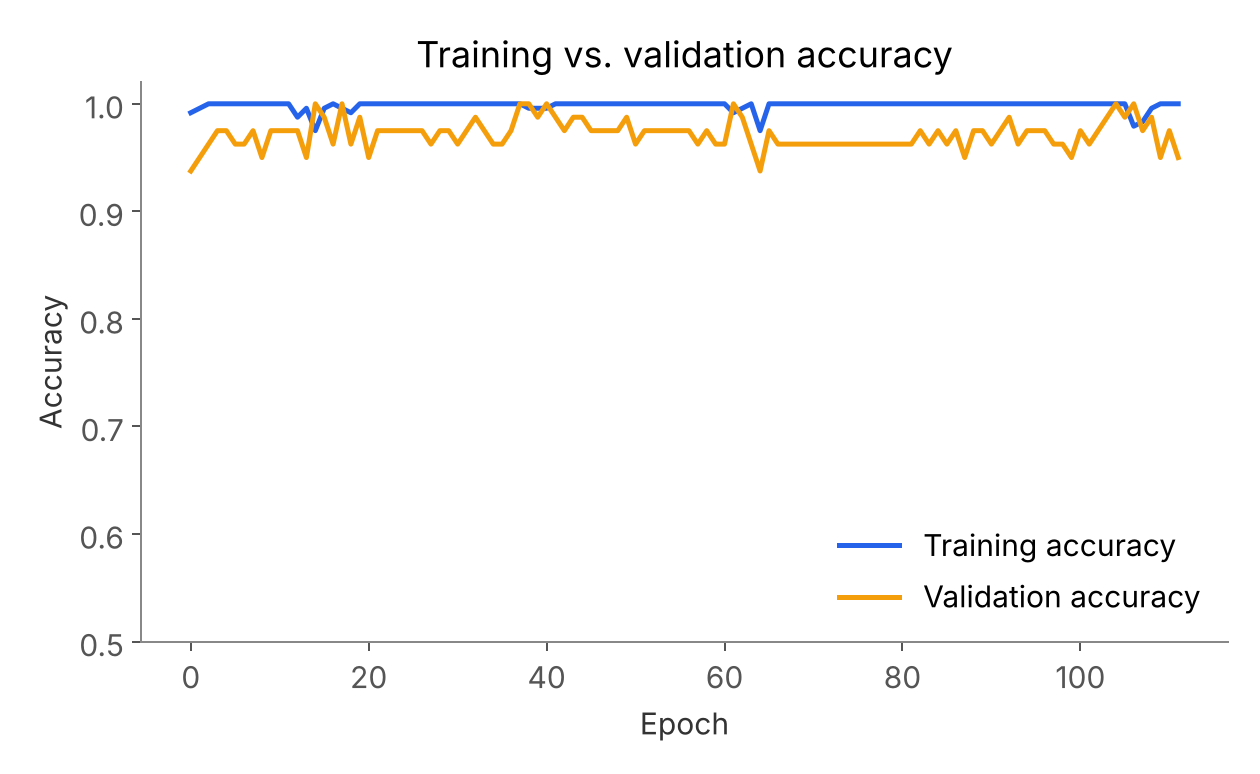 Training vs. validation accuracy
1.0
0.9
0.8
0.7
0.6
0.5
Accuracy
Training accuracy
Validation accuracy
0 20 40 60 80 100
Epoch